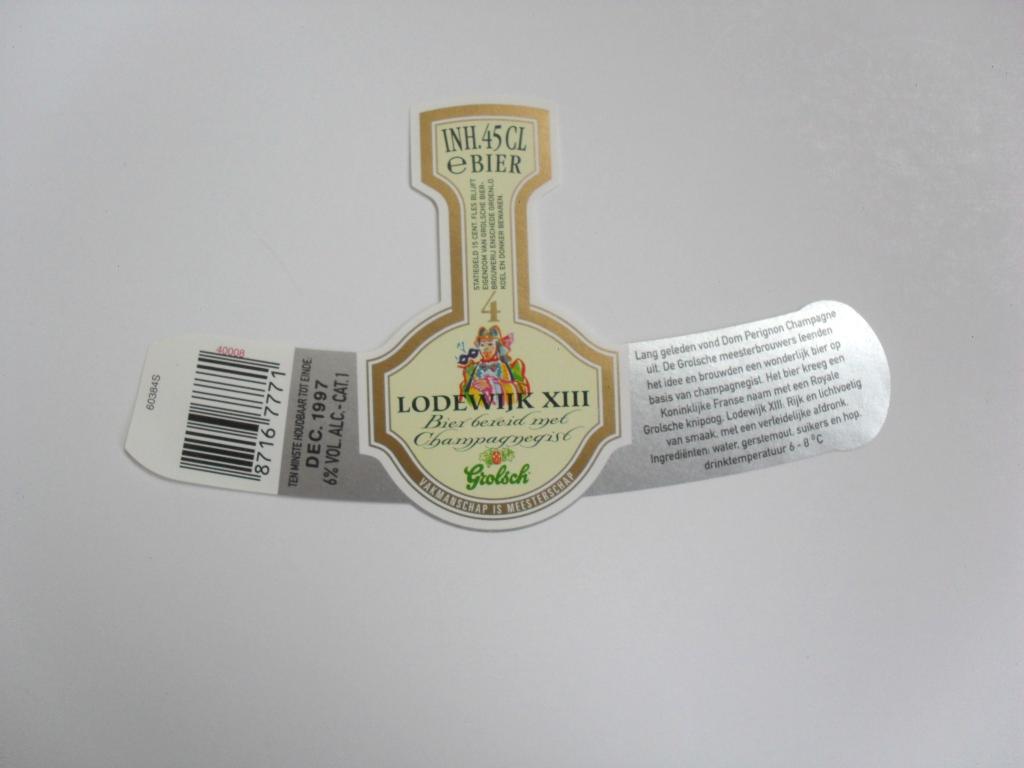 INH.45 CL
℮ BIER
STATIEGELD 15 CENT. FLES BLIJFT
EIGENDOM VAN GROLSCHE BIER-
BROUWERIJ ENSCHEDE GROENLO.
KOEL EN DONKER BEWAREN.
4
LODEWIJK XIII
Bier bereid met
Champagnegist
Grolsch
VAKMANSCHAP IS MEESTERSCHAP
60384S
40008
8716 7771
TEN MINSTE HOUDBAAR TOT EINDE
DEC. 1997
6% VOL. ALC.- CAT. 1
Lang geleden vond Dom Perignon Champagne
uit. De Grolsche meesterbrouwers leenden
het idee en brouwden een wonderlijk bier op
basis van champagnegist. Het bier kreeg een
Koninklijke Franse naam met een Royale
Grolsche knipoog. Lodewijk XIII. Rijk en lichtvoelig
van smaak, met een verleidelijke afdronk.
Ingrediënten: water, gerstemout, suikers en hop.
drinktemperatuur 6 - 8 °C